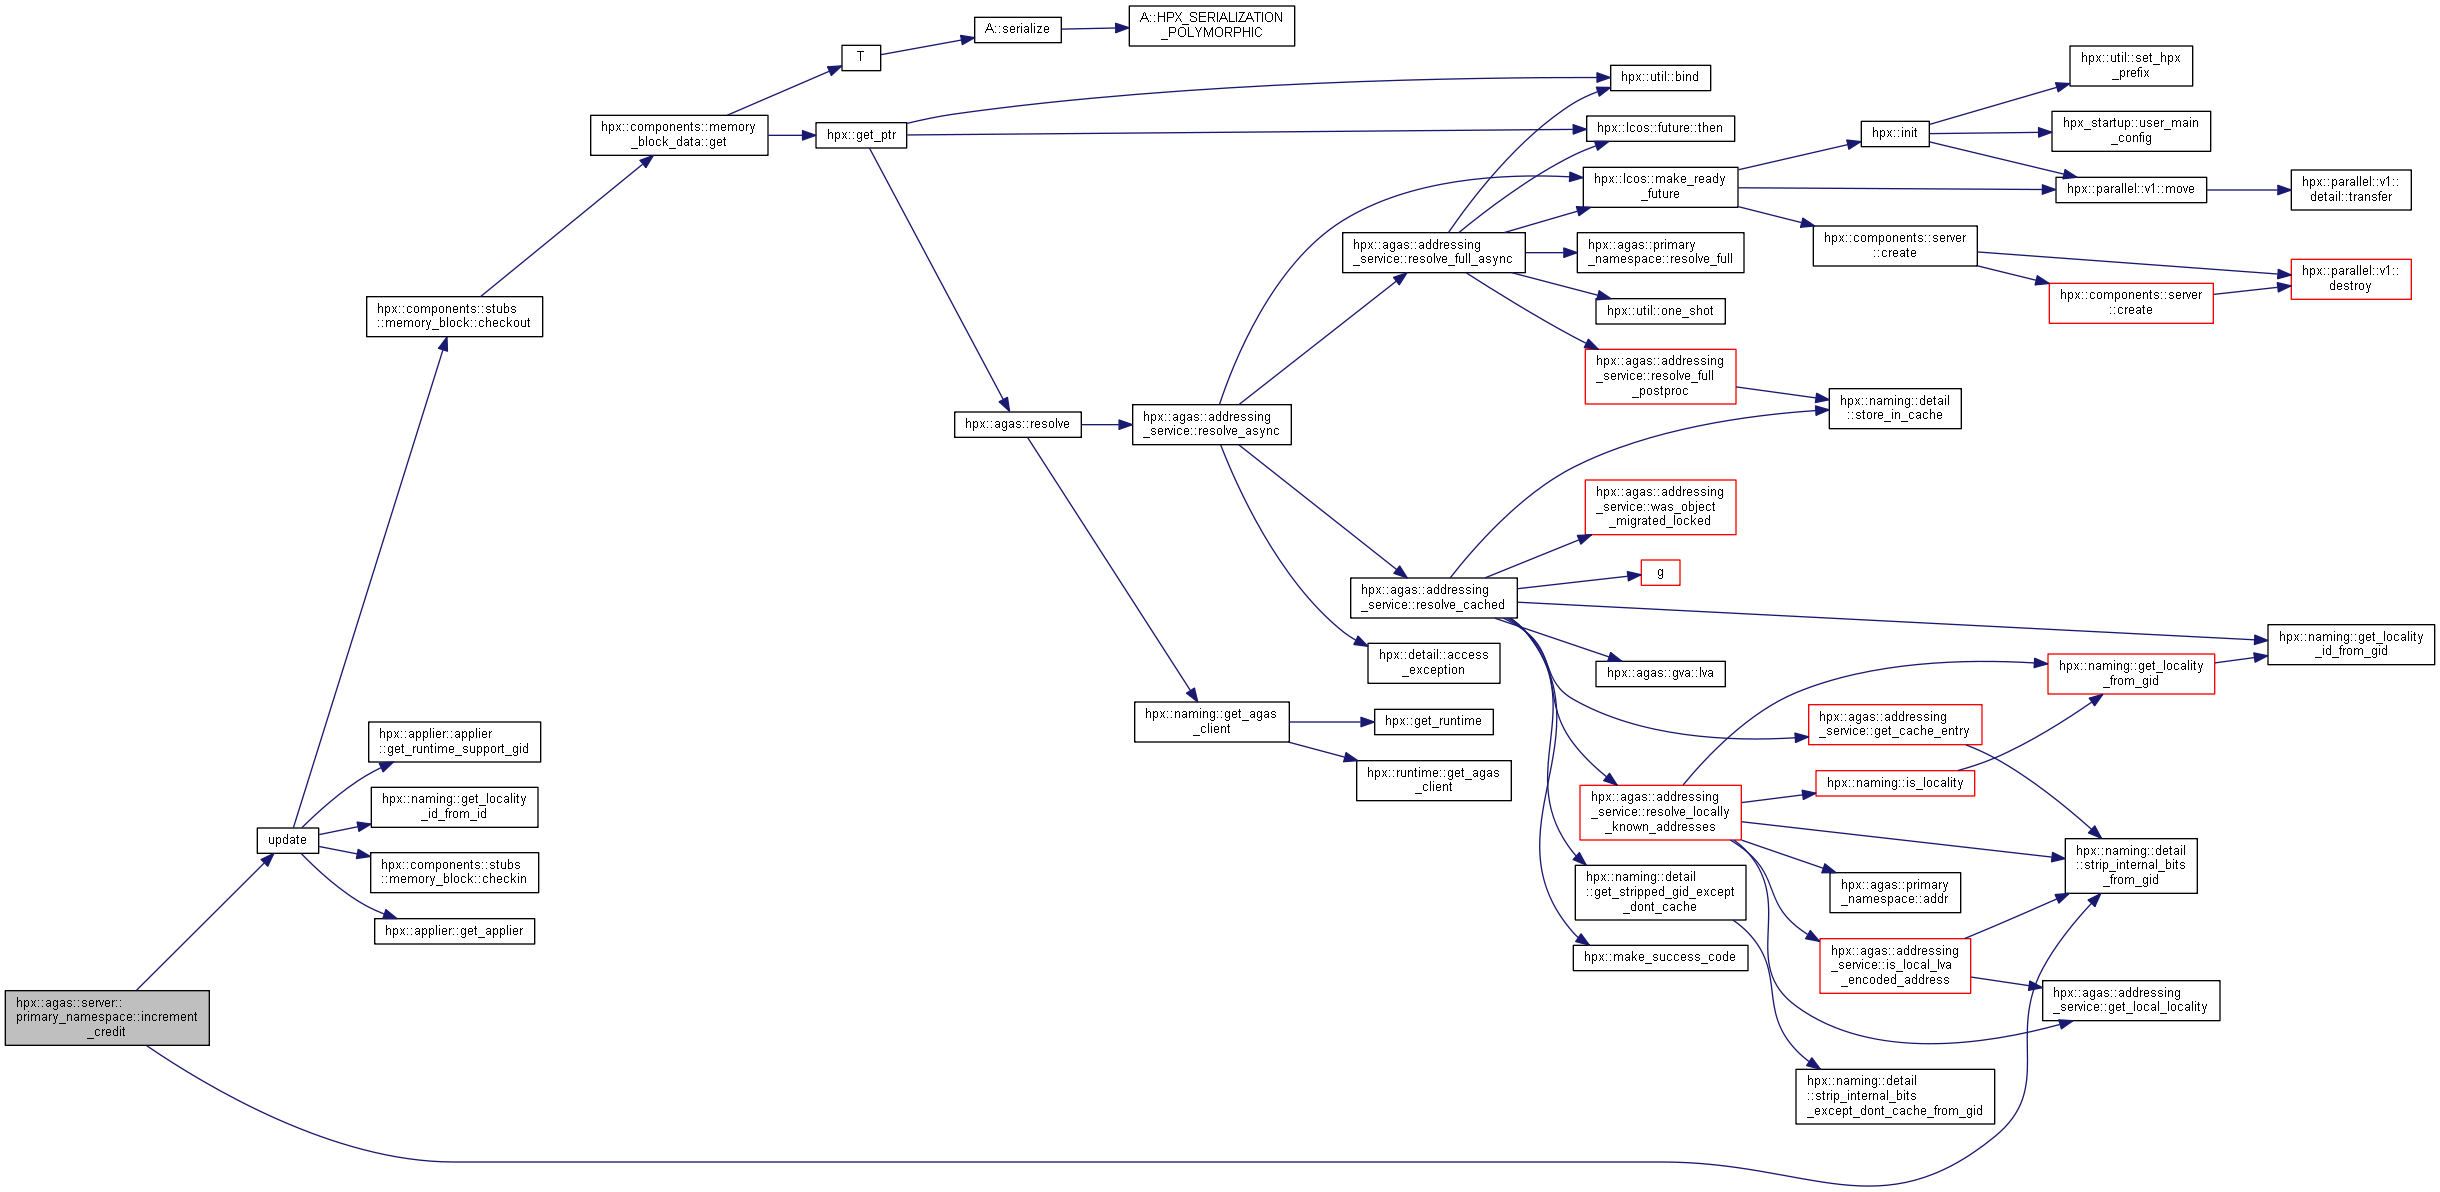 hpx::agas::server::
primary_namespace::increment
_credit
update
hpx::components::stubs
::memory_block::checkout
hpx::applier::applier
::get_runtime_support_gid
hpx::naming::get_locality
_id_from_id
hpx::components::stubs
::memory_block::checkin
hpx::applier::get_applier
hpx::components::memory
_block_data::get
T
A::serialize
A::HPX_SERIALIZATION
_POLYMORPHIC
hpx::get_ptr
hpx::agas::resolve
hpx::agas::addressing
_service::resolve_async
hpx::naming::get_agas
_client
hpx::get_runtime
hpx::runtime::get_agas
_client
hpx::agas::addressing
_service::resolve_full_async
hpx::agas::addressing
_service::resolve_cached
hpx::detail::access
_exception
hpx::util::bind
hpx::lcos::future::then
hpx::lcos::make_ready
_future
hpx::agas::primary
_namespace::resolve_full
hpx::util::one_shot
hpx::agas::addressing
_service::resolve_full
_postproc
hpx::agas::addressing
_service::was_object
_migrated_locked
g
hpx::agas::gva::lva
hpx::agas::addressing
_service::resolve_locally
_known_addresses
hpx::naming::detail
::get_stripped_gid_except
_dont_cache
hpx::make_success_code
hpx::init
hpx::components::server
::create
hpx::naming::detail
::store_in_cache
hpx::agas::addressing
_service::get_cache_entry
hpx::naming::is_locality
hpx::agas::primary
_namespace::addr
hpx::agas::addressing
_service::is_local_lva
_encoded_address
hpx::naming::detail
::strip_internal_bits
_except_dont_cache_from_gid
hpx::util::set_hpx
_prefix
hpx_startup::user_main
_config
hpx::parallel::v1::move
hpx::components::server
::create
hpx::naming::get_locality
_from_gid
hpx::naming::detail
::strip_internal_bits
_from_gid
hpx::agas::addressing
_service::get_local_locality
hpx::parallel::v1::
detail::transfer
hpx::parallel::v1::
destroy
hpx::naming::get_locality
_id_from_gid